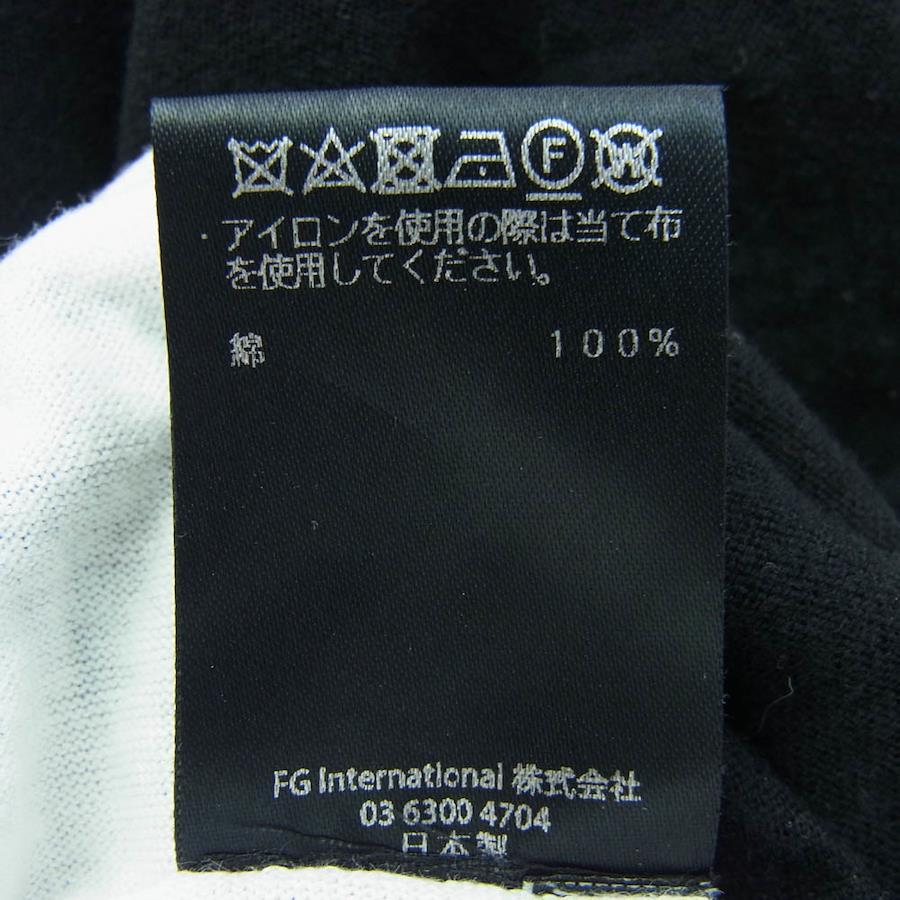 F W
・アイロンを使用の際は当て布
を使用してください。
綿 100%
FG International 株式会社
03 6300 4704
日本製